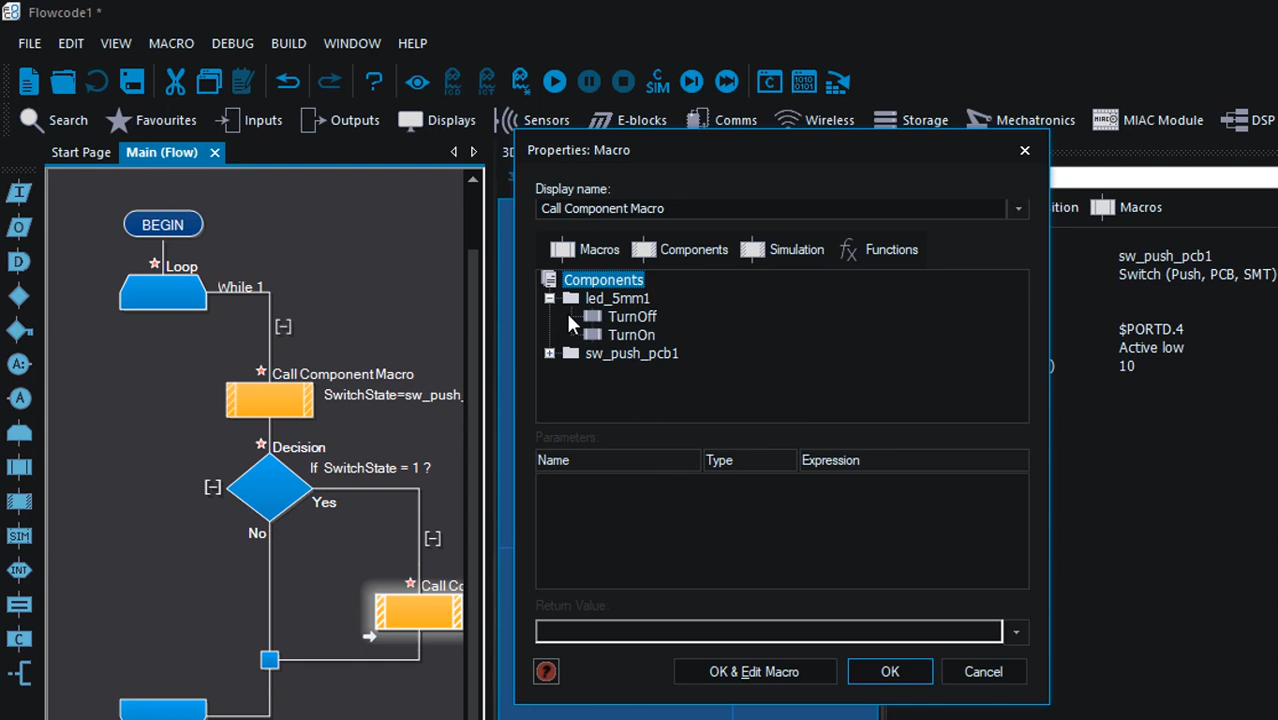 Flowcode1 *
FILE EDIT VIEW MACRO DEBUG BUILD WINDOW HELP
C
SIM
Search Favourites Inputs Outputs Displays Sensors E-blocks Comms Wireless Storage Mechatronics MIAC Module DSP
Start Page Main (Flow)
BEGIN
Loop
While 1
Call Component Macro
SwitchState=sw_push_
Decision
If SwitchState = 1 ?
Yes
No
Call Co
Properties: Macro
Display name:
Call Component Macro
Macros Components Simulation Functions
Components
led_5mm1
TurnOff
TurnOn
sw_push_pcb1
Parameters:
Name Type Expression
Return Value:
OK & Edit Macro OK Cancel
ition Macros
sw_push_pcb1
Switch (Push, PCB, SMT)
$PORTD.4
Active low
10